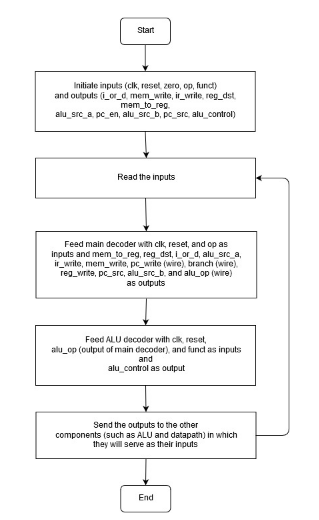 Start
Initiate inputs (clk, reset, zero, op, funct)
and outputs (i_or_d, mem_write, ir_write, reg_dst,
mem_to_reg,
alu_src_a, pc_en, alu_src_b, pc_src, alu_control)
Read the inputs
Feed main decoder with clk, reset, and op as
inputs and mem_to_reg, reg_dst, i_or_d, alu_src_a,
ir_write, mem_write, pc_write (wire), branch (wire),
reg_write, pc_src, alu_src_b, and alu_op (wire)
as outputs
Feed ALU decoder with clk, reset,
alu_op (output of main decoder), and funct as inputs
and
alu_control as output
Send the outputs to the other
components (such as ALU and datapath) in which
they will serve as their inputs
End